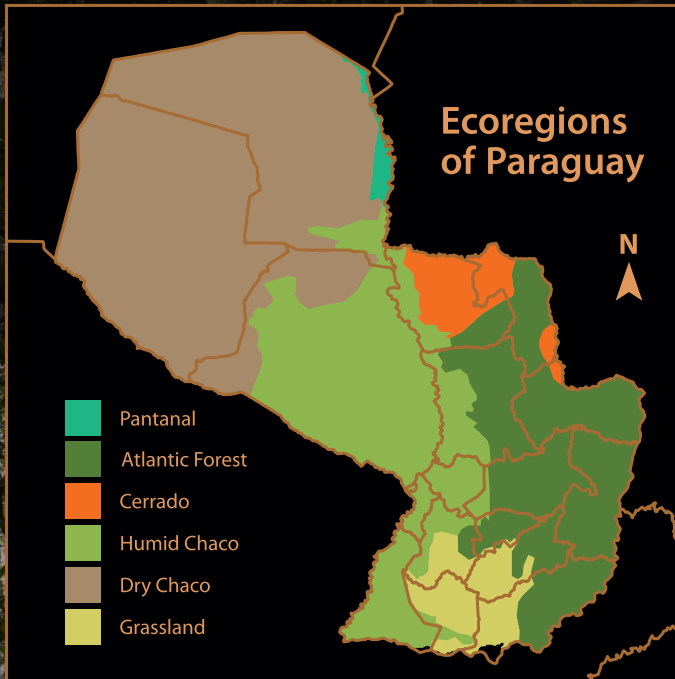 Ecoregions
of Paraguay
N
Pantanal
Atlantic Forest
Cerrado
Humid Chaco
Dry Chaco
Grassland